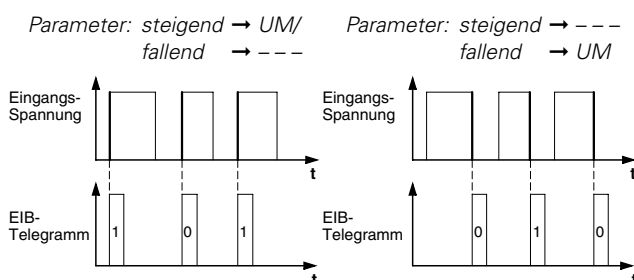 Parameter: steigend → UM/
fallend → – – –
Eingangs-
Spannung
t
EIB-
Telegramm
1 0 1
t
Parameter: steigend → – – –
fallend → UM
Eingangs-
Spannung
t
EIB-
Telegramm
0 1 0
t